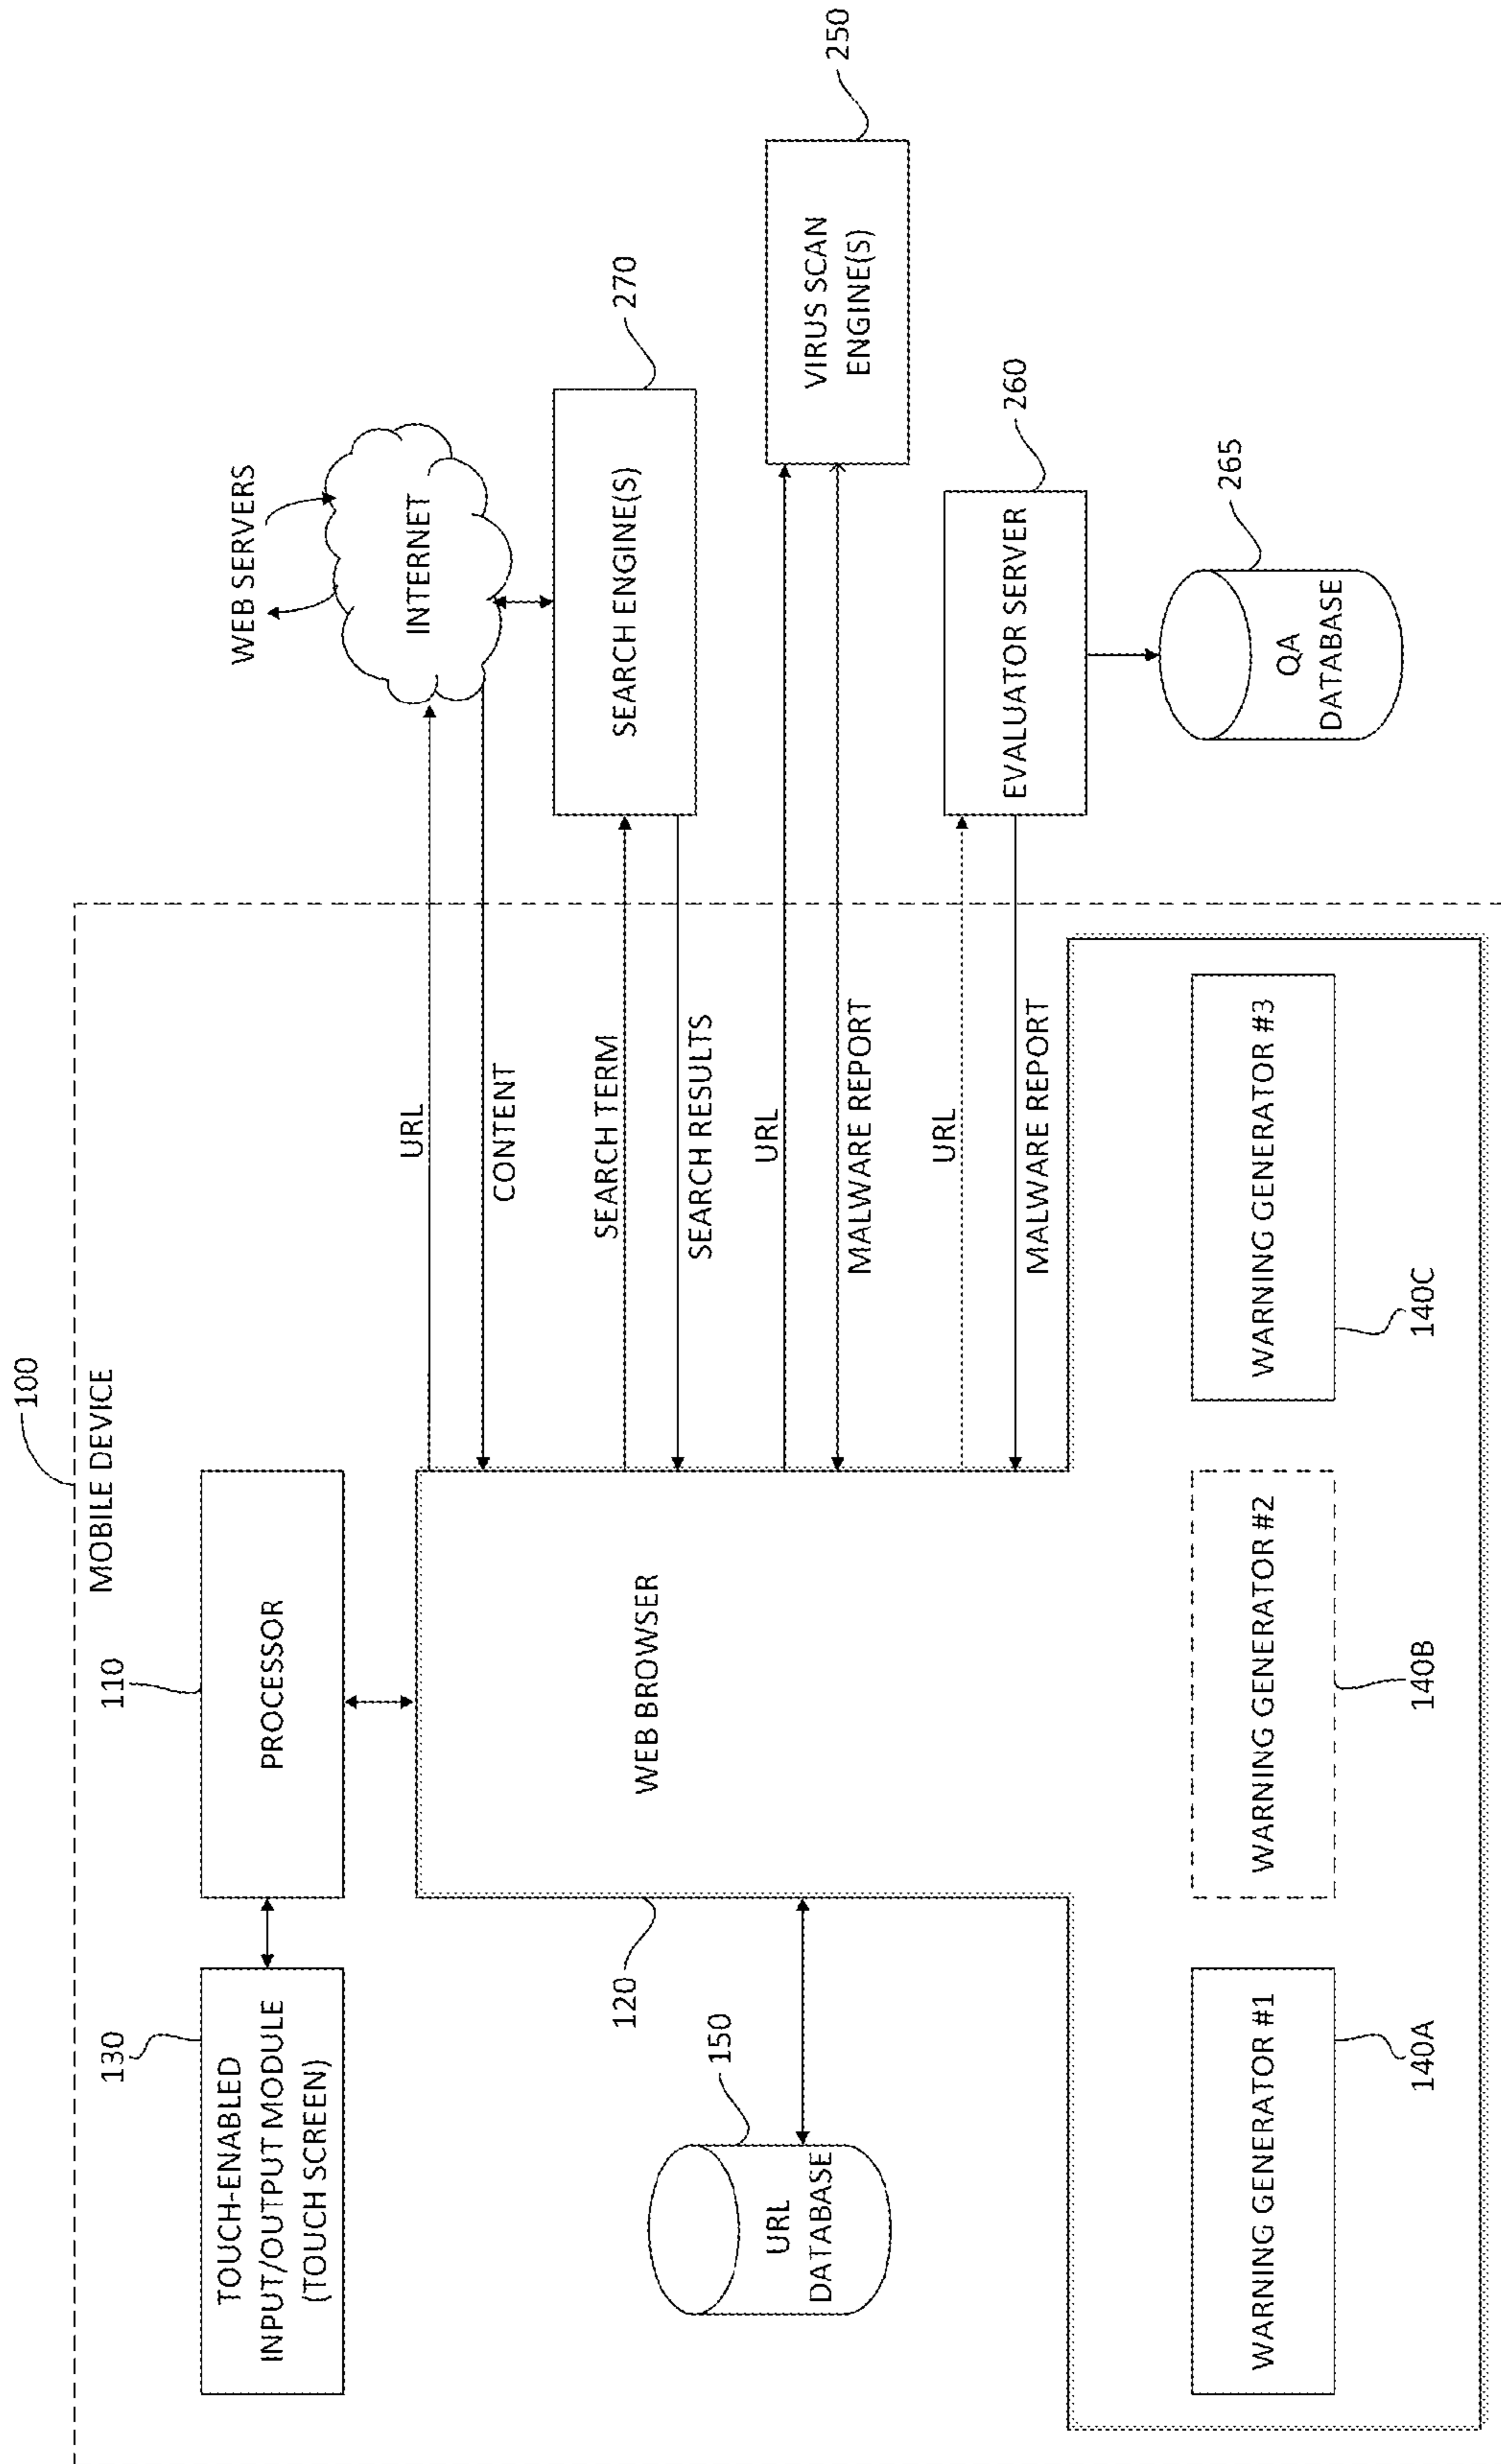 100
MOBILE DEVICE
130
TOUCH-ENABLED
INPUT/OUTPUT MODULE
(TOUCH SCREEN)
110
PROCESSOR
120
WEB BROWSER
150
URL
DATABASE
WARNING GENERATOR #1
140A
WARNING GENERATOR #2
140B
WARNING GENERATOR #3
140C
URL
CONTENT
SEARCH TERM
SEARCH RESULTS
URL
MALWARE REPORT
URL
MALWARE REPORT
WEB SERVERS
INTERNET
SEARCH ENGINE(S)
270
VIRUS SCAN
ENGINE(S)
250
EVALUATOR SERVER
260
QA
DATABASE
265